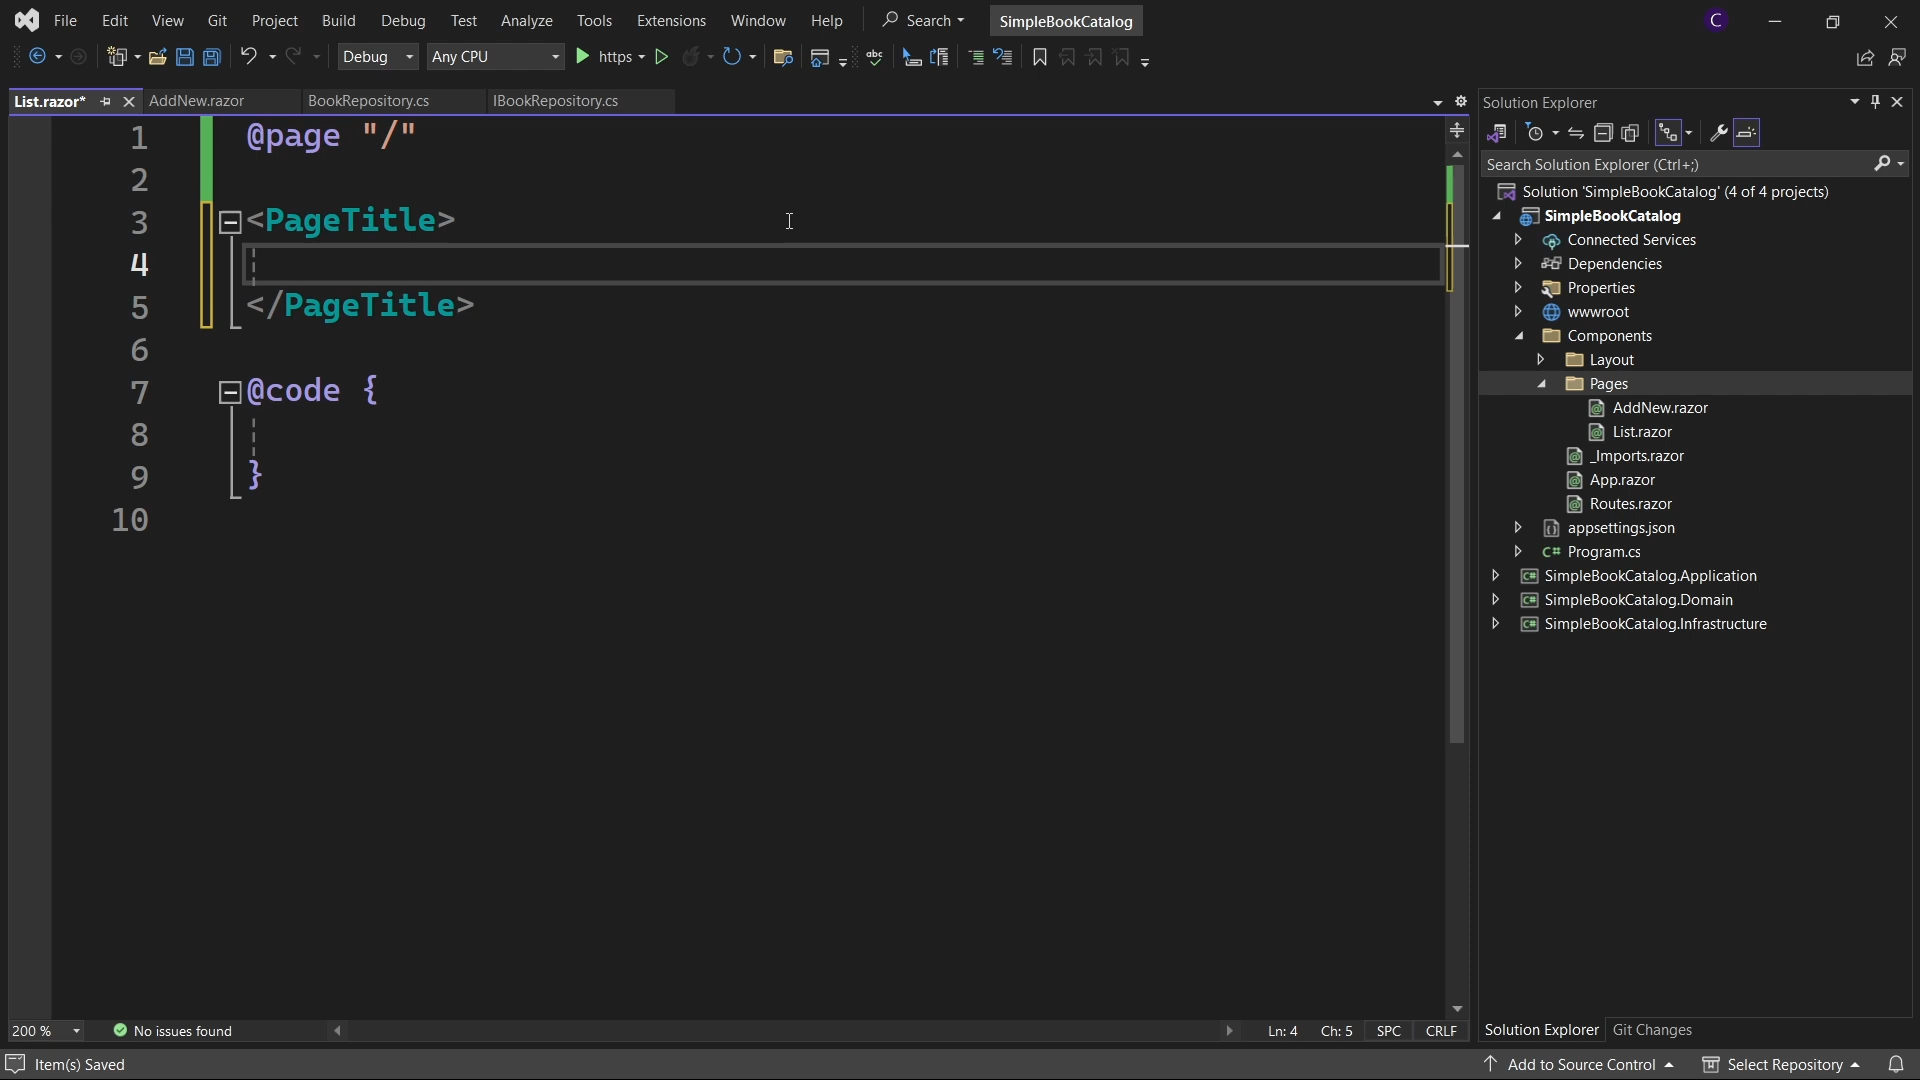 File Edit View Git Project Build Debug Test Analyze Tools Extensions Window Help Search SimpleBookCatalog C
Debug Any CPU https abc
List.razor* AddNew.razor BookRepository.cs IBookRepository.cs
1 @page "/"
2
3 <PageTitle>
4
5 </PageTitle>
6
7 @code {
8
9 }
10
200 % No issues found Ln: 4 Ch: 5 SPC CRLF
Solution Explorer
Search Solution Explorer (Ctrl+;)
Solution 'SimpleBookCatalog' (4 of 4 projects)
SimpleBookCatalog
Connected Services
Dependencies
Properties
wwwroot
Components
Layout
Pages
AddNew.razor
List.razor
_Imports.razor
App.razor
Routes.razor
appsettings.json
C# Program.cs
C# SimpleBookCatalog.Application
C# SimpleBookCatalog.Domain
C# SimpleBookCatalog.Infrastructure
Solution Explorer Git Changes
Item(s) Saved Add to Source Control Select Repository